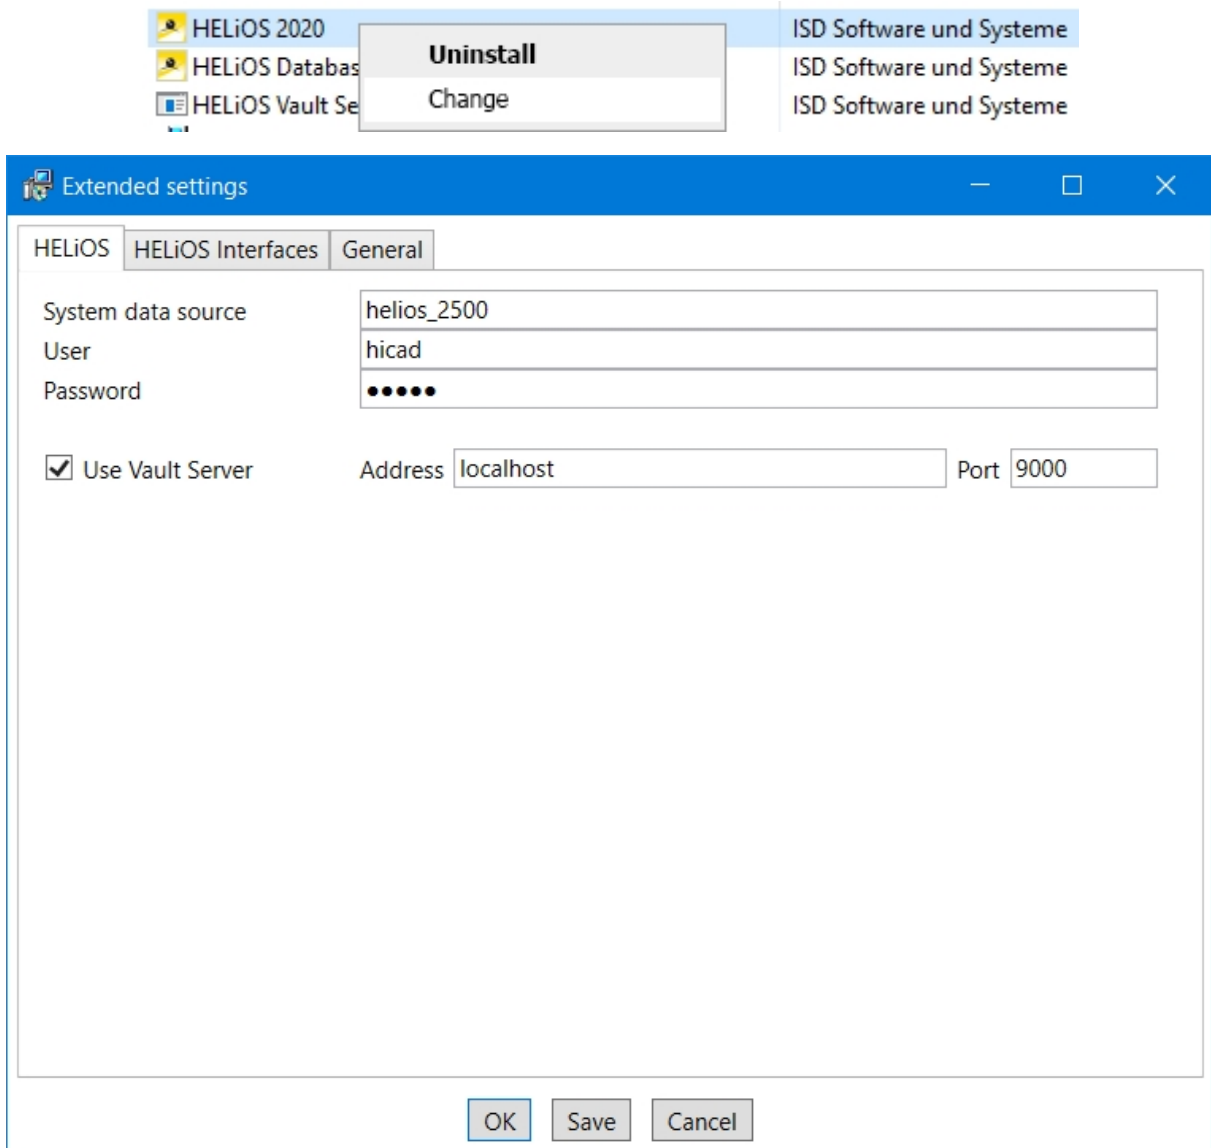 HELiOS 2020 ISD Software und Systeme
Uninstall
HELiOS Databas ISD Software und Systeme
Change
HELiOS Vault Se ISD Software und Systeme
Extended settings
HELiOS HELiOS Interfaces General
System data source helios_2500
User hicad
Password •••••
Use Vault Server Address localhost Port 9000
OK Save Cancel